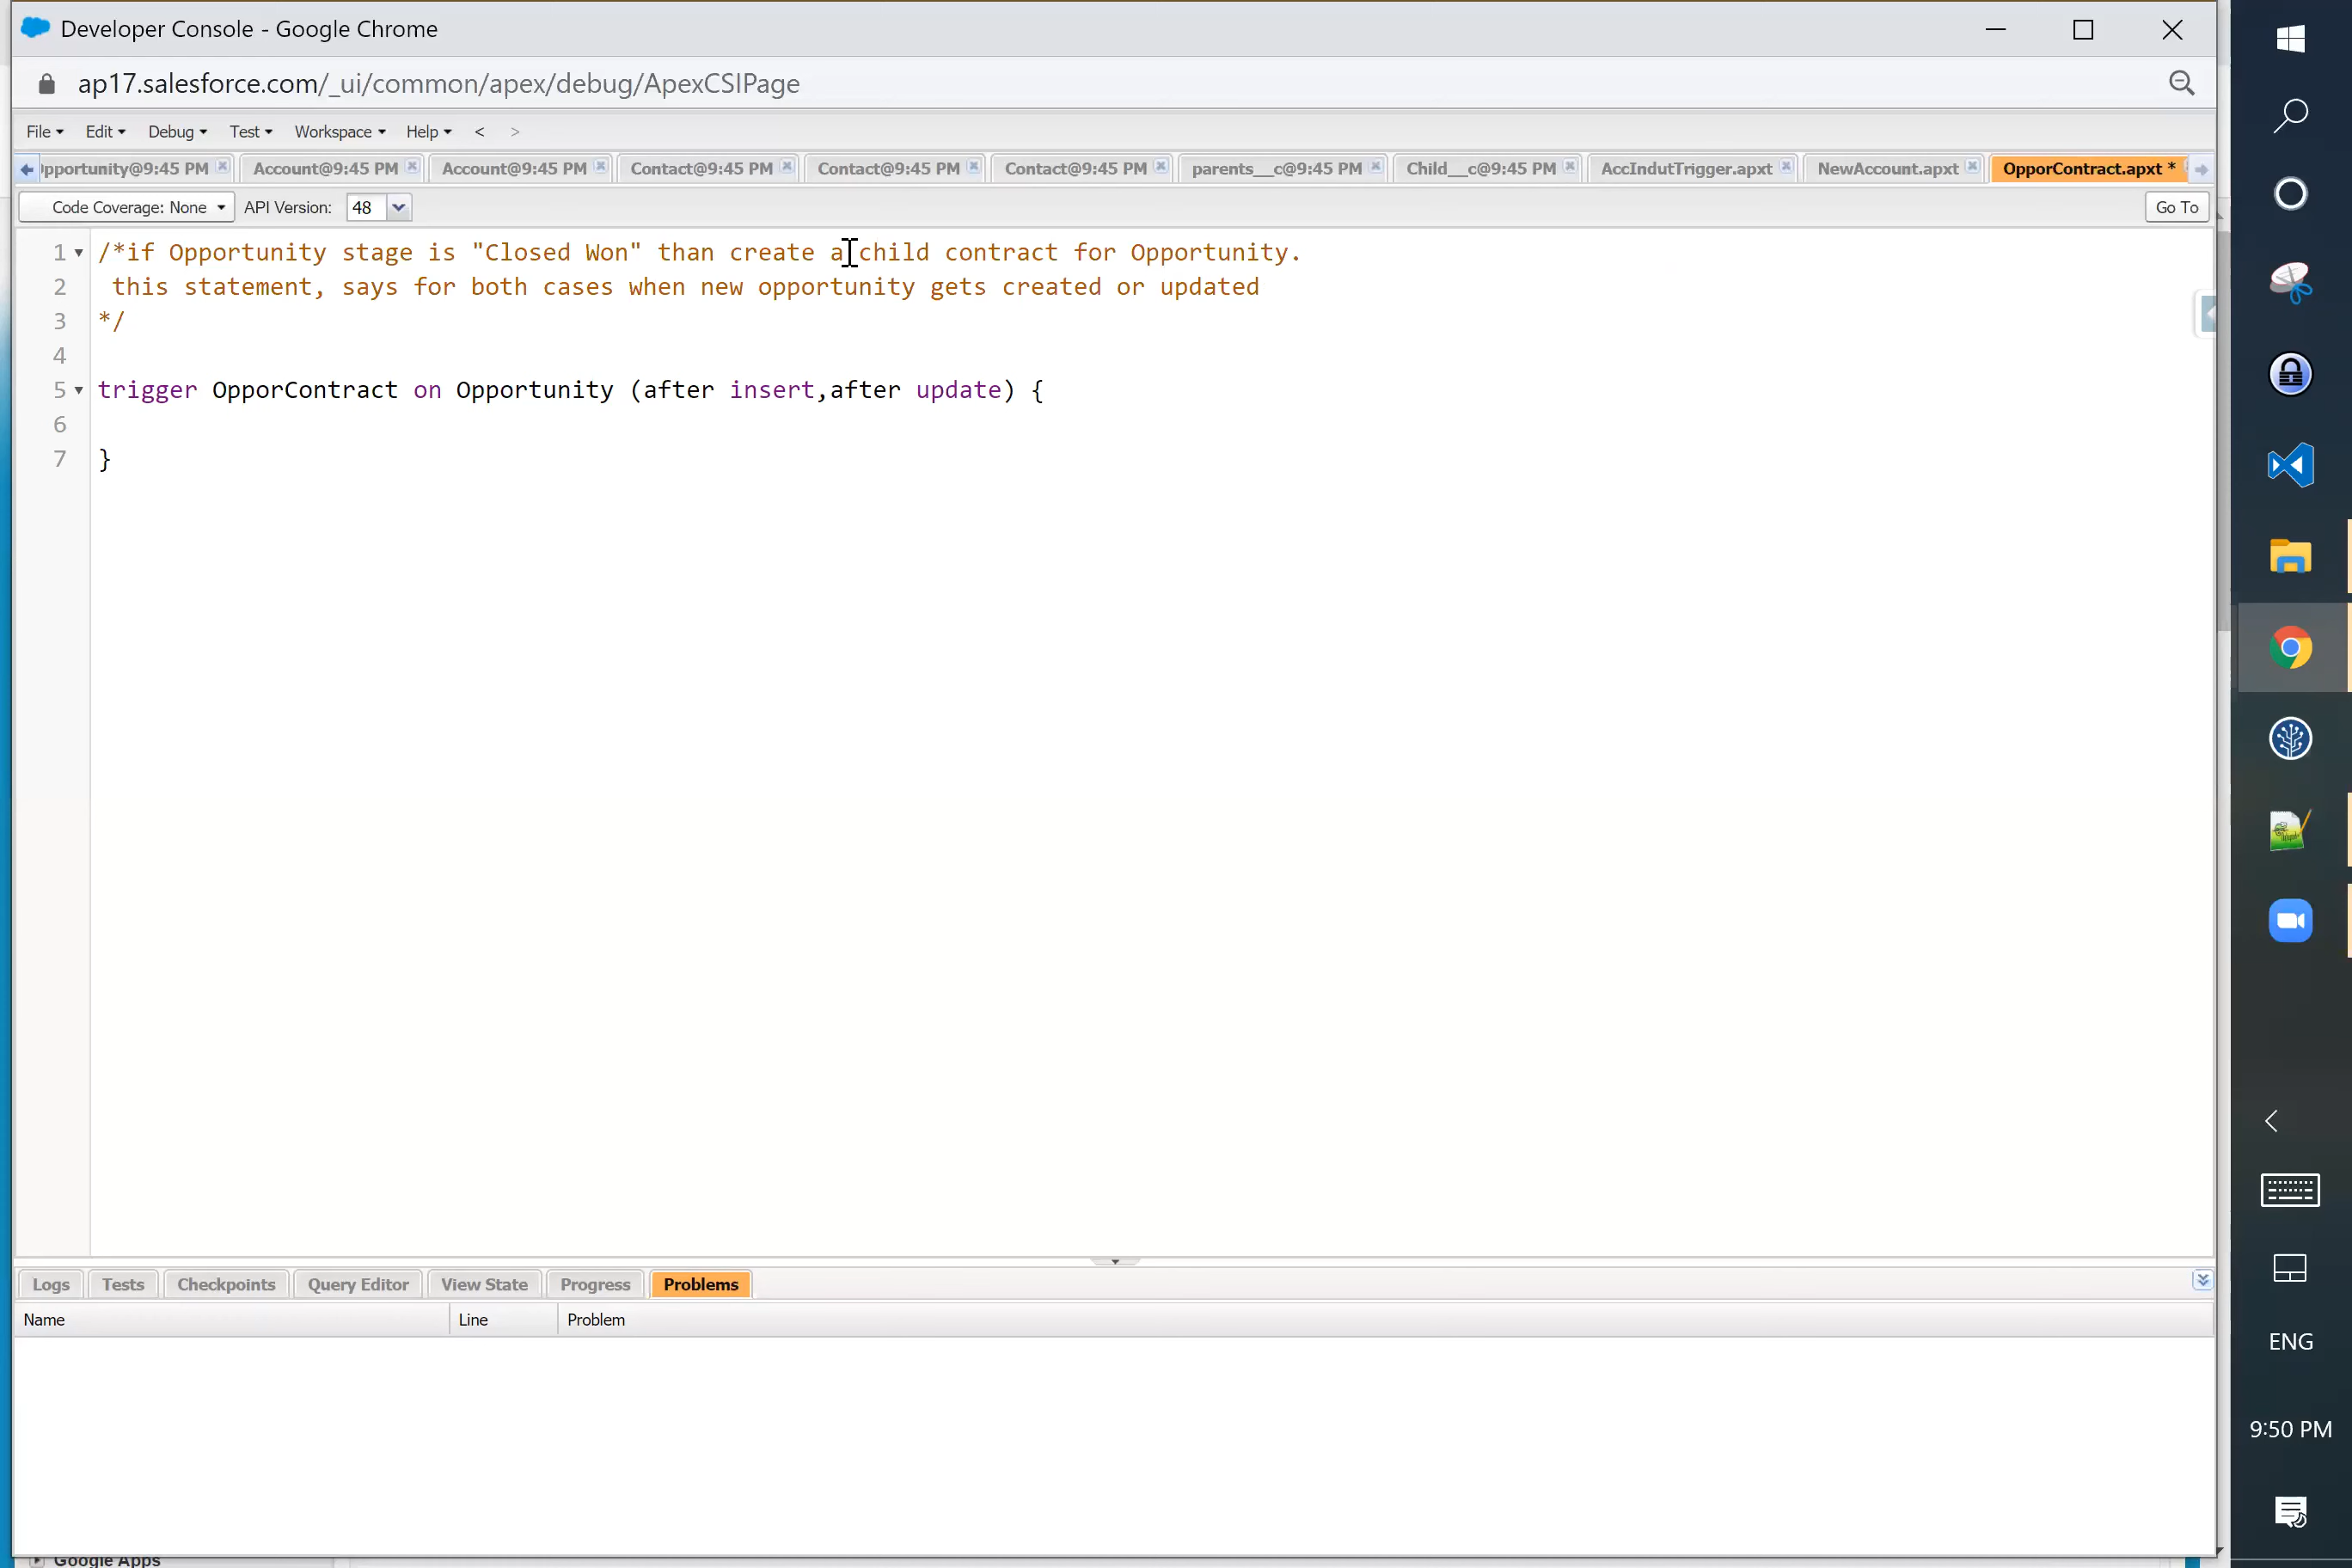 Developer Console - Google Chrome
ap17.salesforce.com/_ui/common/apex/debug/ApexCSIPage
File Edit Debug Test Workspace Help < >
pportunity@9:45 PM Account@9:45 PM Account@9:45 PM Contact@9:45 PM Contact@9:45 PM Contact@9:45 PM parents__c@9:45 PM Child__c@9:45 PM AccIndutTrigger.apxt NewAccount.apxt OpporContract.apxt *
Code Coverage: None API Version: 48 Go To
1 /*if Opportunity stage is "Closed Won" than create a child contract for Opportunity.
2 this statement, says for both cases when new opportunity gets created or updated
3 */
4
5 trigger OpporContract on Opportunity (after insert,after update) {
6
7 }
Logs Tests Checkpoints Query Editor View State Progress Problems
Name Line Problem
Google Apps
ENG
9:50 PM